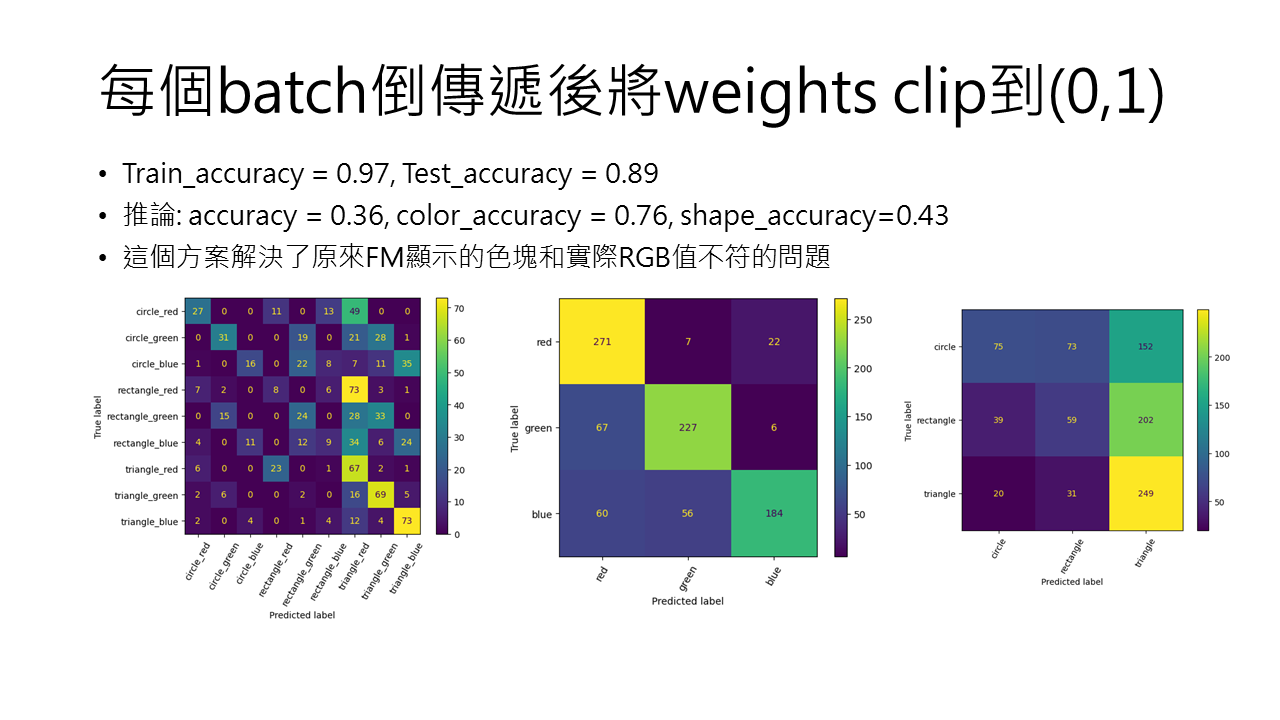 每個batch倒傳遞後將weights clip到(0,1)
• Train_accuracy = 0.97, Test_accuracy = 0.89
• 推論: accuracy = 0.36, color_accuracy = 0.76, shape_accuracy=0.43
• 這個方案解決了原來FM顯示的色塊和實際RGB值不符的問題
True label
circle_red 27 0 0 11 0 13 49 0 0
circle_green 0 31 0 0 19 0 21 28 1
circle_blue 1 0 16 0 22 8 7 11 35
rectangle_red 7 2 0 8 0 6 73 3 1
rectangle_green 0 15 0 0 24 0 28 33 0
rectangle_blue 4 0 11 0 12 9 34 6 24
triangle_red 6 0 0 23 0 1 67 2 1
triangle_green 2 6 0 0 2 0 16 69 5
triangle_blue 2 0 4 0 1 4 12 4 73
circle_red circle_green circle_blue rectangle_red rectangle_green rectangle_blue triangle_red triangle_green triangle_blue
Predicted label
70
60
50
40
30
20
10
0
True label
red 271 7 22
green 67 227 6
blue 60 56 184
red green blue
Predicted label
250
200
150
100
50
True label
circle 75 73 152
rectangle 39 59 202
triangle 20 31 249
circle rectangle triangle
Predicted label
200
150
100
50